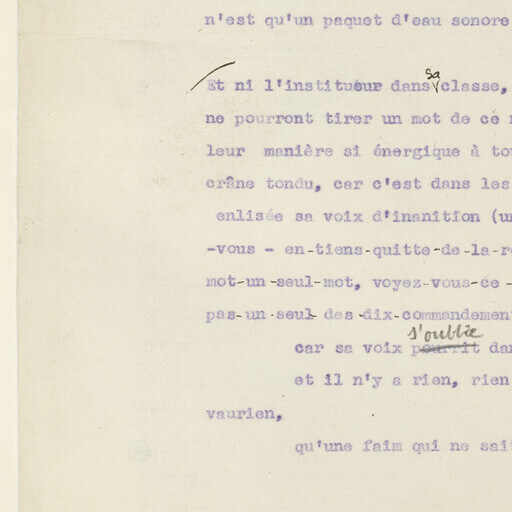 n'est qu'un paquet d'eau sonore
Et ni l'instituteur dans sa classe,
ne pourront tirer un mot de ce
leur manière si énergique à
crâne tondu, car c'est dans les
enlisée sa voix d'inanition
-vous - en-tiens-quitte-de-la-
mot-un-seul-mot, voyez-vous-ce -
pas-un-seul des dix-commandement
s'oublie
car sa voix pourrit
et il n'y a rien, rien
vaurien,
qu'une faim qui ne